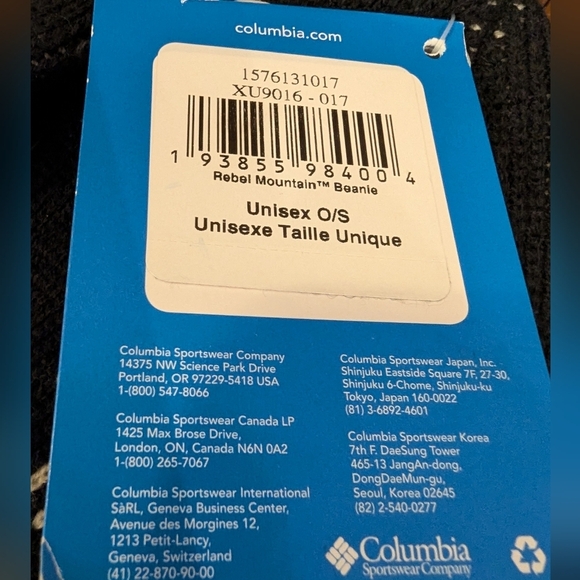 columbia.com
1576131017
XU9016 - 017
1 93855 98400 4
Rebel Mountain™ Beanie
Unisex O/S
Unisexe Taille Unique
Columbia Sportswear Company
14375 NW Science Park Drive
Portland, OR 97229-5418 USA
1-(800) 547-8066
Columbia Sportswear Canada LP
1425 Max Brose Drive,
London, ON, Canada N6N 0A2
1-(800) 265-7067
Columbia Sportswear International
SàRL, Geneva Business Center,
Avenue des Morgines 12,
1213 Petit-Lancy,
Geneva, Switzerland
(41) 22-870-90-00
Columbia Sportswear Japan, Inc.
Shinjuku Eastside Square 7F, 27-30,
Shinjuku 6-Chome, Shinjuku-ku
Tokyo, Japan 160-0022
(81) 3-6892-4601
Columbia Sportswear Korea
7th F. DaeSung Tower
465-13 JangAn-dong,
DongDaeMun-gu,
Seoul, Korea 02645
(82) 2-540-0277
Columbia
Sportswear Company